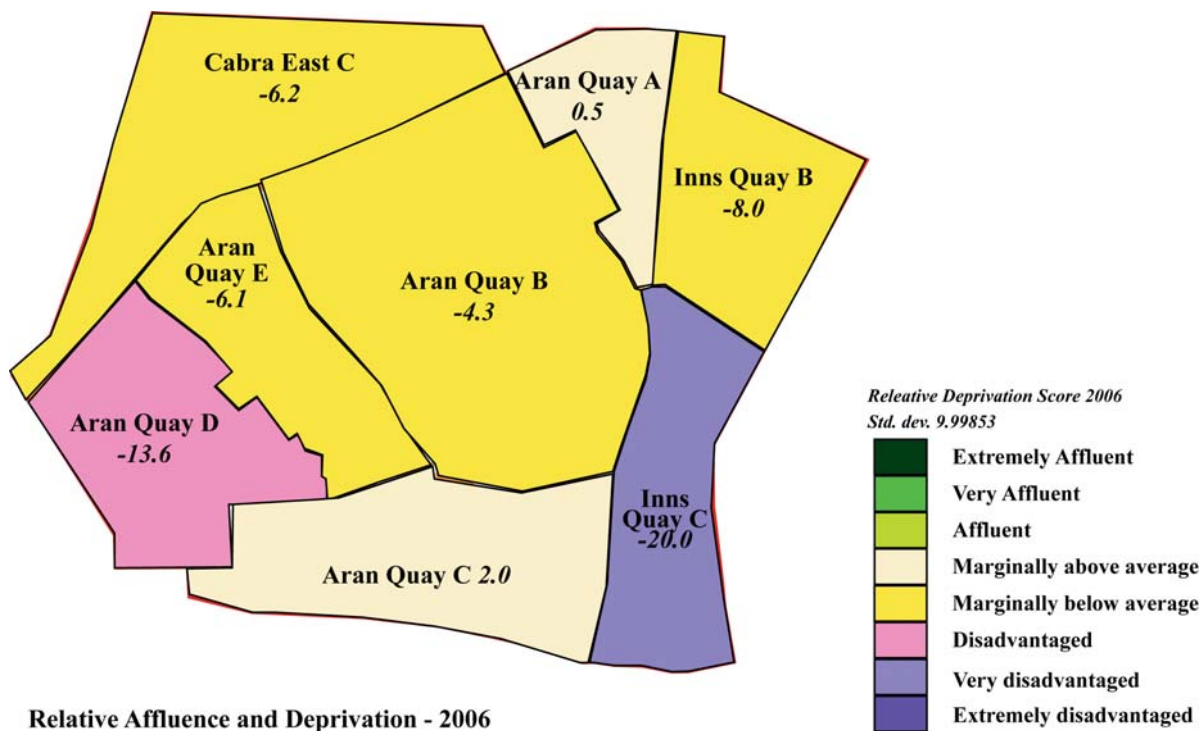 Cabra East C
-6.2
Aran Quay A
0.5
Inns Quay B
-8.0
Aran
Quay E
-6.1
Aran Quay B
-4.3
Aran Quay D
-13.6
Inns
Quay C
-20.0
Aran Quay C 2.0
Releative Deprivation Score 2006
Std. dev. 9.99853
Extremely Affluent
Very Affluent
Affluent
Marginally above average
Marginally below average
Disadvantaged
Very disadvantaged
Extremely disadvantaged
Relative Affluence and Deprivation - 2006